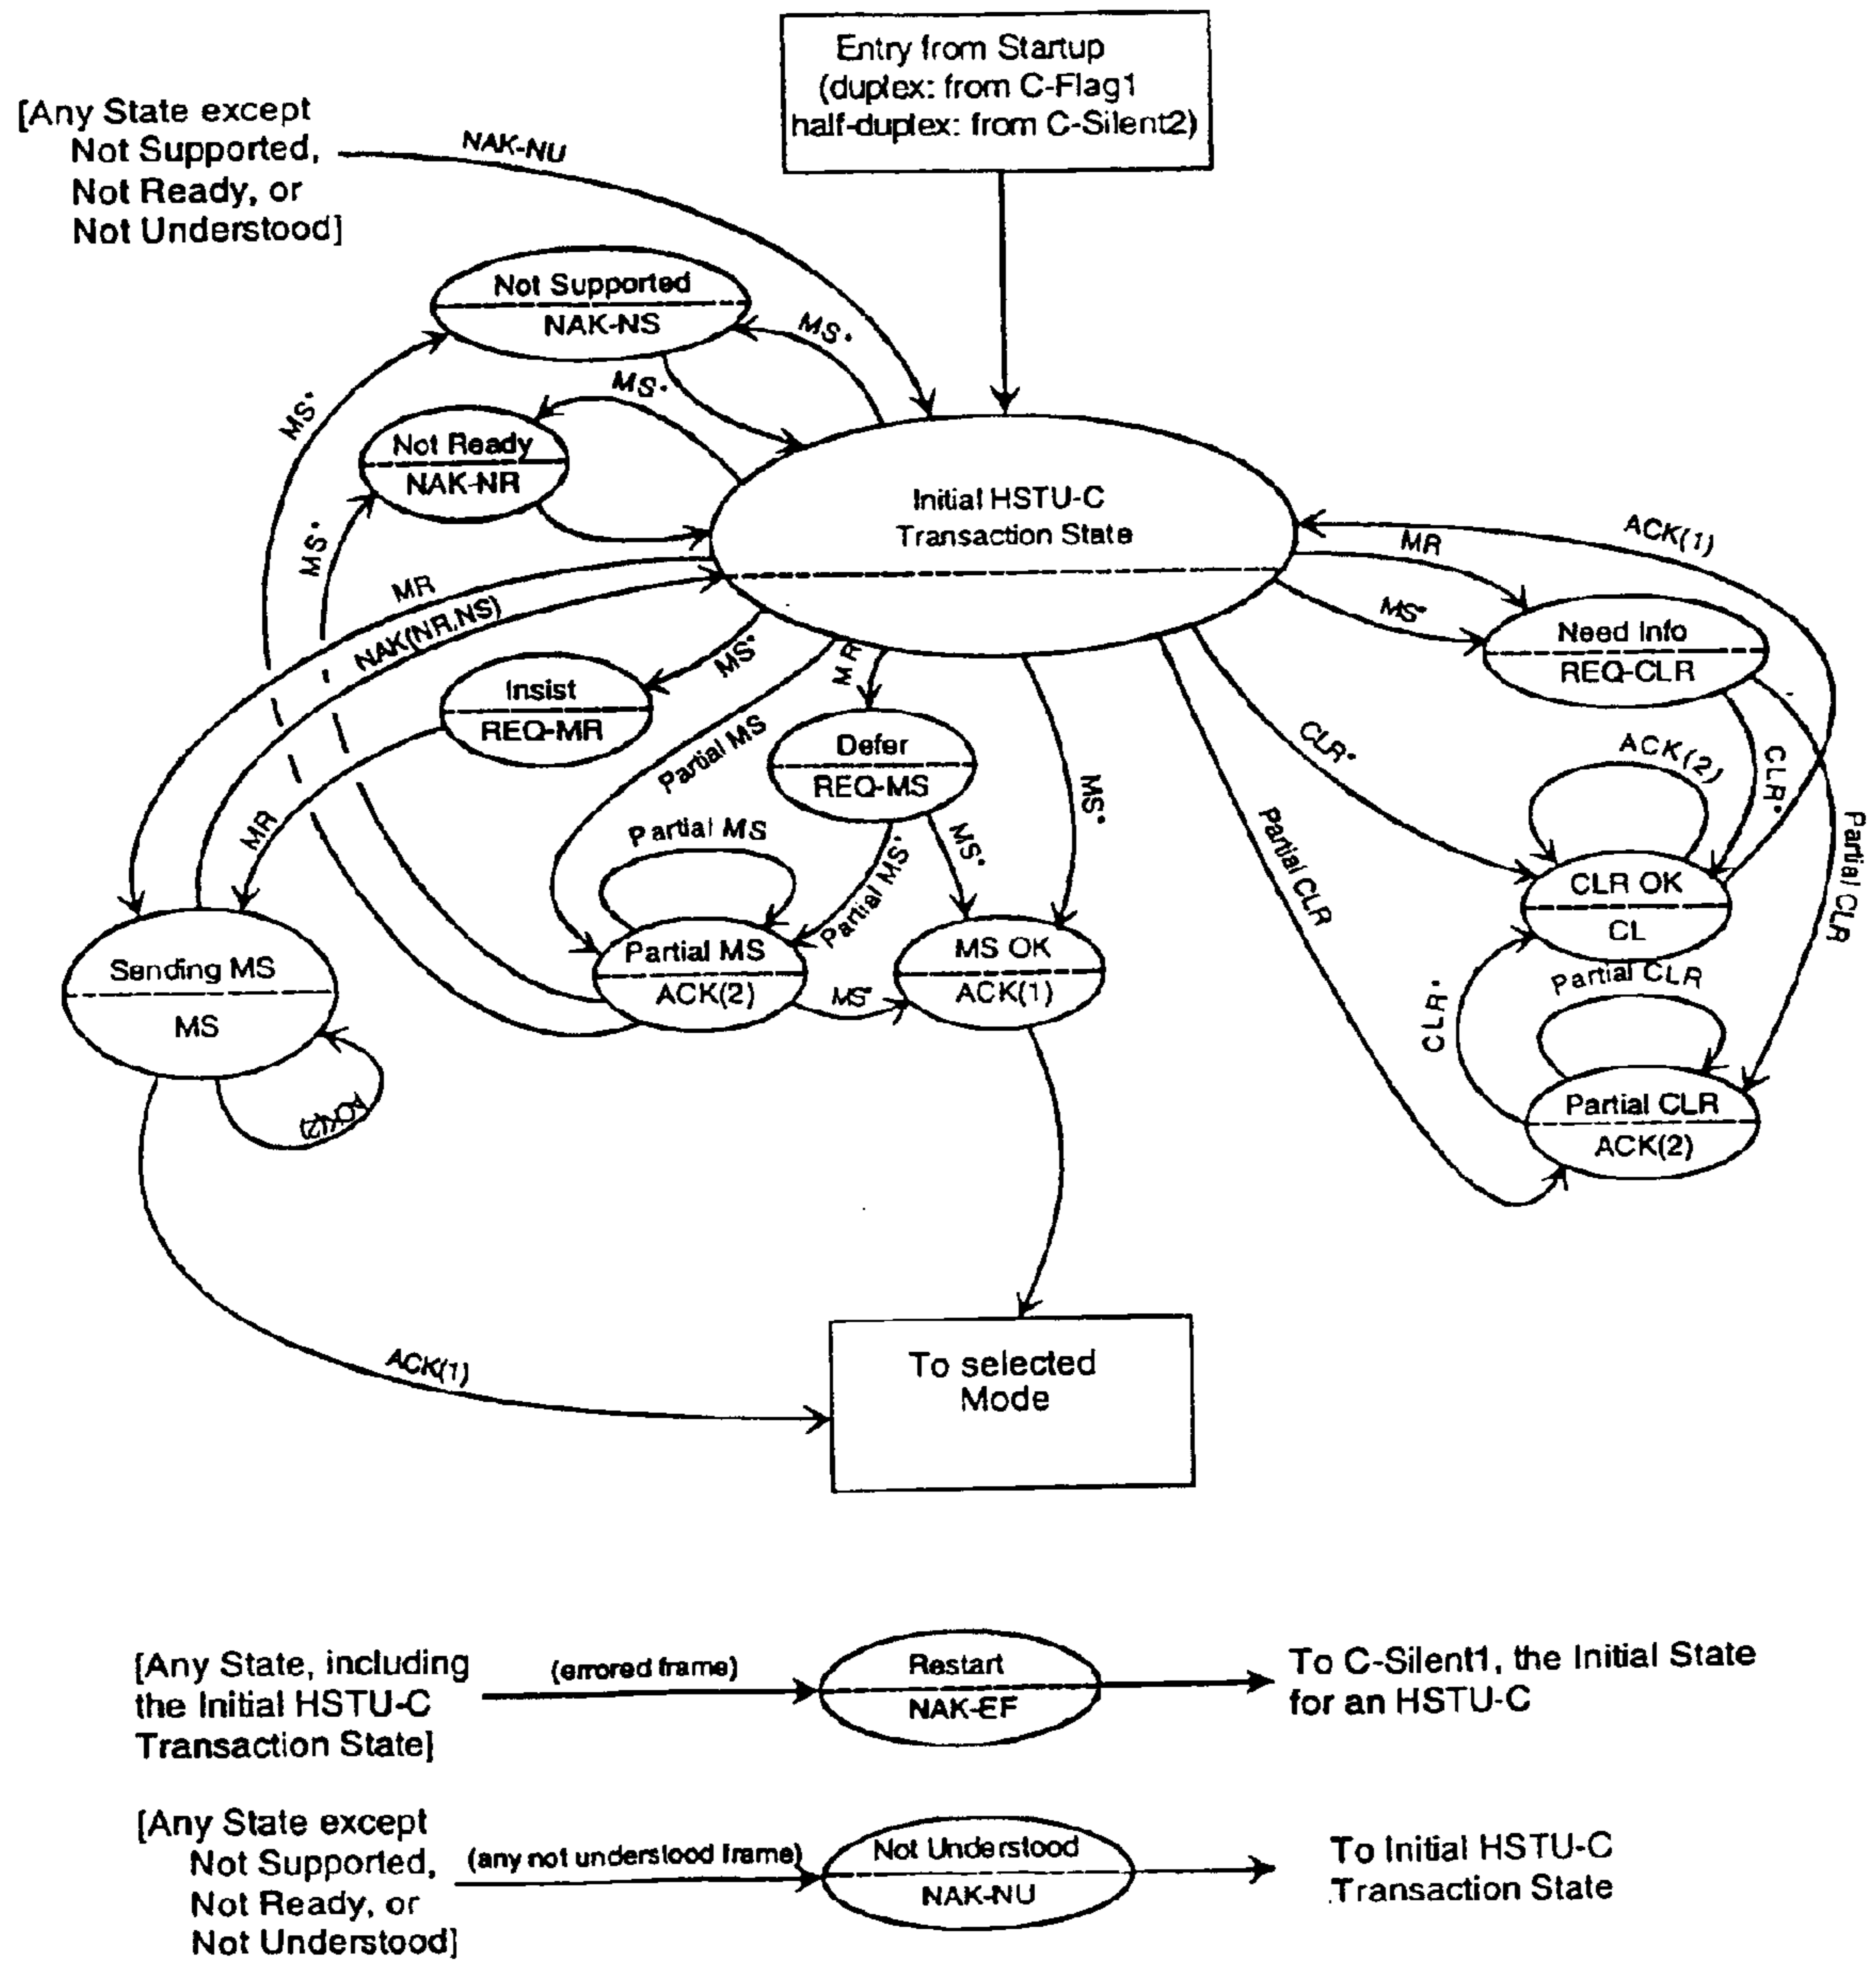 Entry from Startup
(duplex: from C-Flag1
half-duplex: from C-Silent2)
[Any State except
Not Supported,
Not Ready, or
Not Understood]
NAK-NU
Not Supported
NAK-NS
MS*
MS*
MS*
Not Ready
NAK-NR
MS*
Initial HSTU-C
Transaction State
ACK(1)
MR
MS*
Need Info
REQ-CLR
MR
NAK(NR,NS)
MS*
Insist
REQ-MR
MR
Partial MS
MR
Defer
REQ-MS
Partial MS
Partial MS*
MS*
MS*
CLR*
Partial CLR
ACK(2)
CLR*
Partial CLR
CLR OK
CL
Sending MS
MS
ACK(2)
Partial MS
ACK(2)
MS*
MS OK
ACK(1)
CLR*
Partial CLR
Partial CLR
ACK(2)
ACK(1)
To selected
Mode
[Any State, including
the Initial HSTU-C
Transaction State]
(errored frame)
Restart
NAK-EF
To C-Silent1, the Initial State
for an HSTU-C
[Any State except
Not Supported,
Not Ready, or
Not Understood]
(any not understood frame)
Not Understood
NAK-NU
To Initial HSTU-C
Transaction State